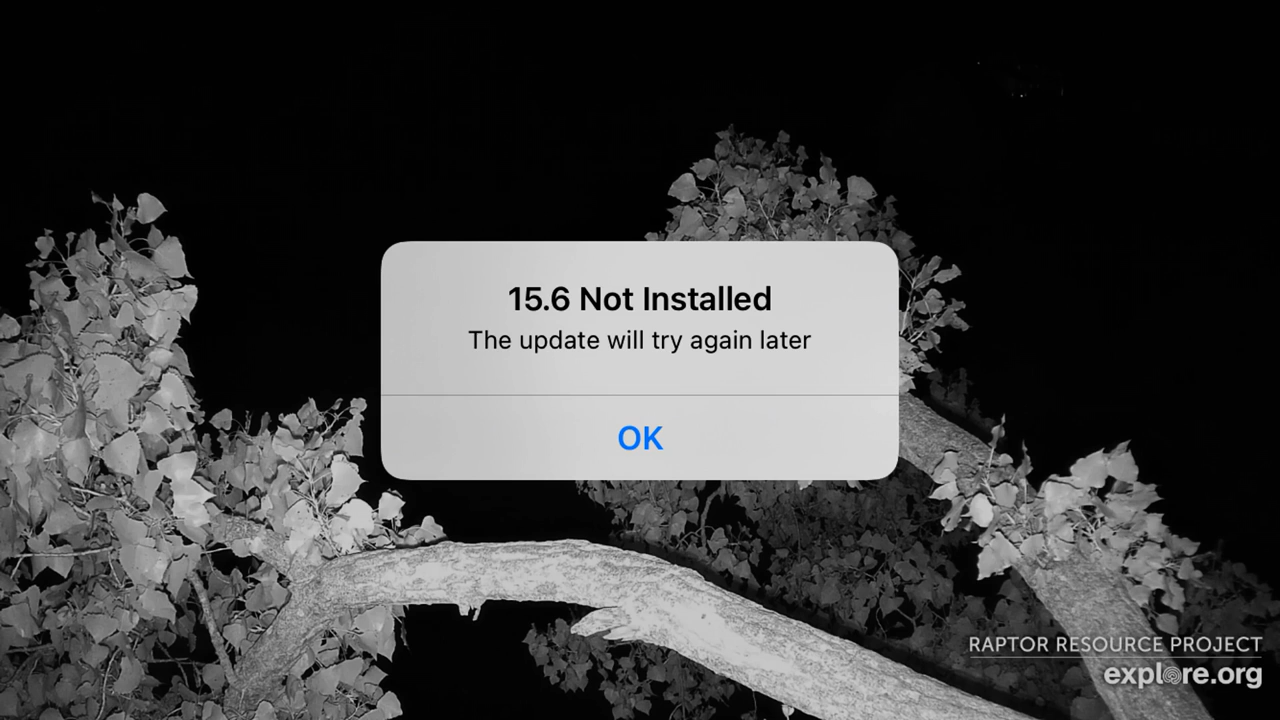 15.6 Not Installed
The update will try again later
OK
RAPTOR RESOURCE PROJECT
explore.org